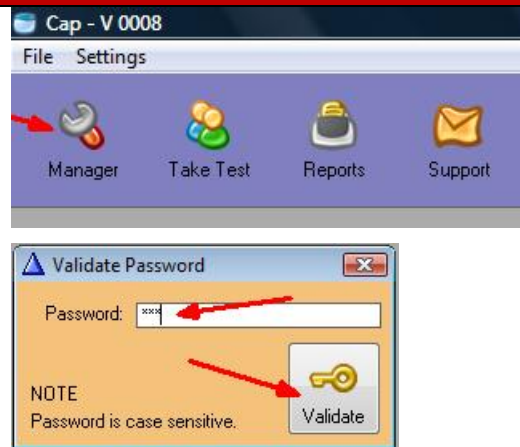 Cap - V 0008
File Settings
Manager Take Test Reports Support
Validate Password
Password: ***
NOTE
Password is case sensitive.
Validate